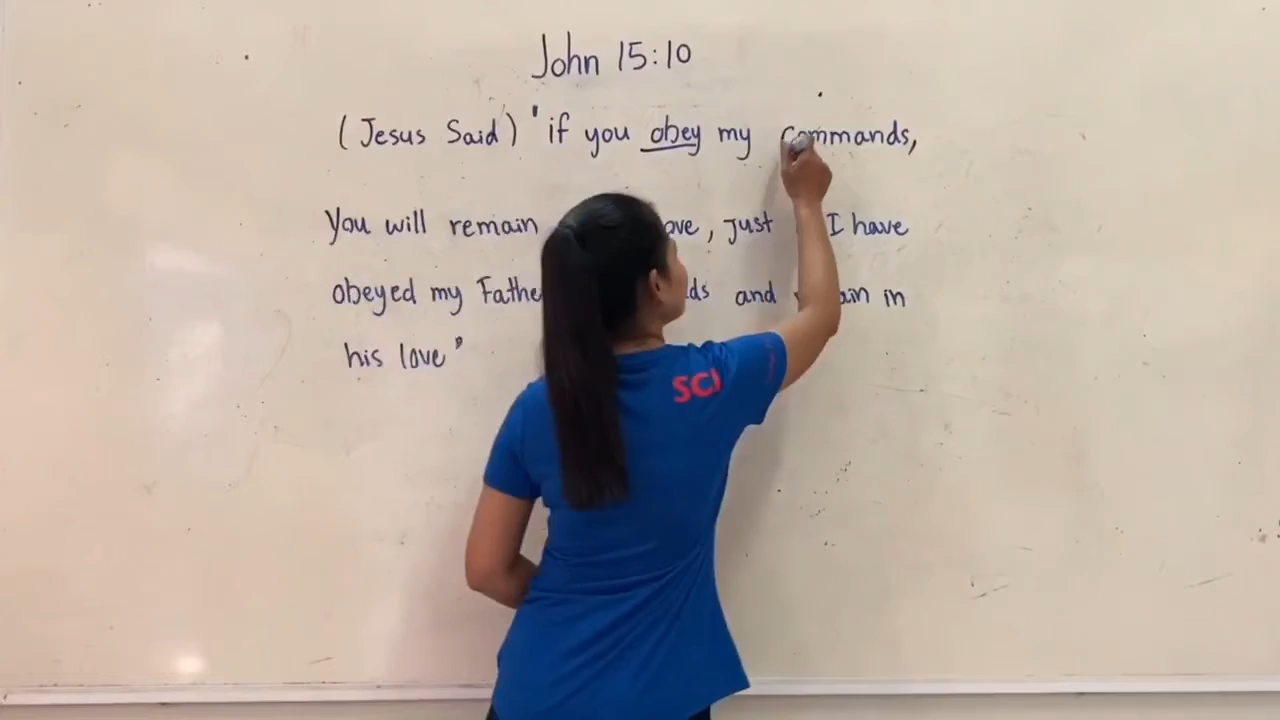 John 15:10
(Jesus Said) "if you obey my commands,
You will remain ove, just I have
obeyed my Fathe ds and ain in
his love"
SCI